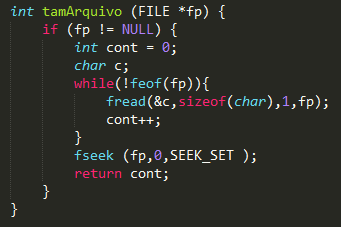 int tamArquivo (FILE *fp) {
    if (fp != NULL) {
        int cont = 0;
        char c;
        while(!feof(fp)){
            fread(&c,sizeof(char),1,fp);
            cont++;
        }
        fseek (fp,0,SEEK_SET );
        return cont;
    }
}